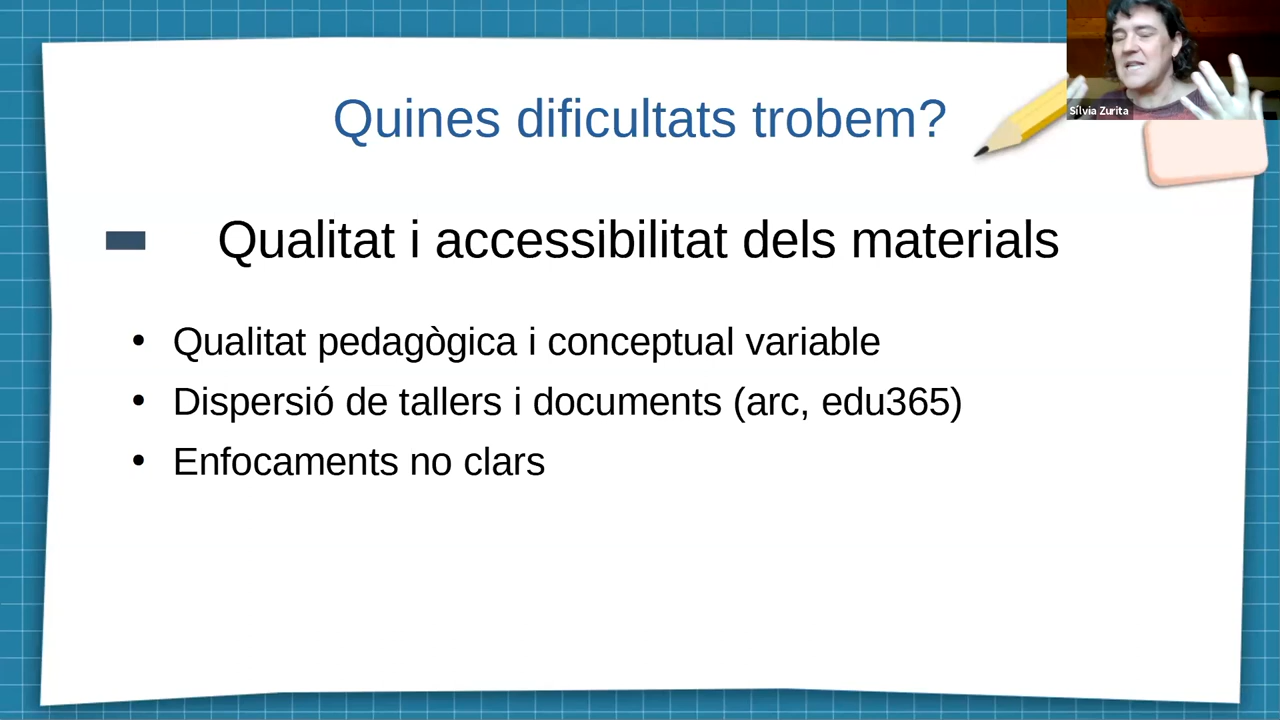 Quines dificultats trobem?
Sílvia Zurita
Qualitat i accessibilitat dels materials
• Qualitat pedagògica i conceptual variable
• Dispersió de tallers i documents (arc, edu365)
• Enfocaments no clars